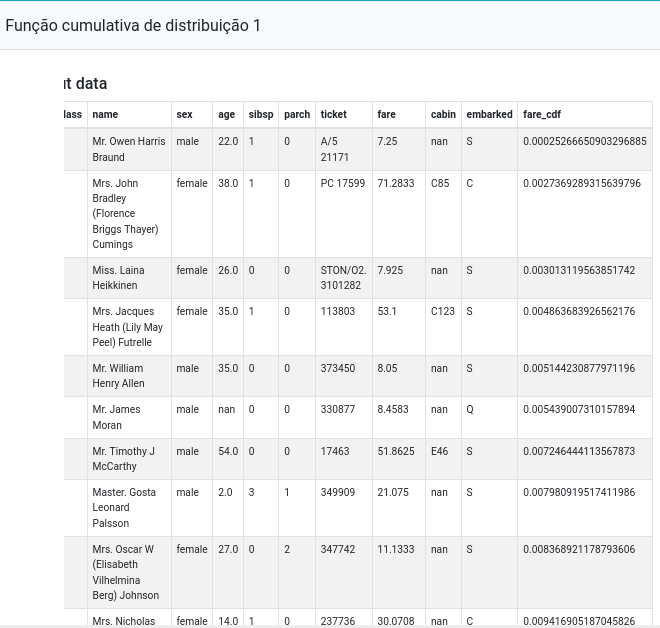 Função cumulativa de distribuição 1
ut data
lass name sex age sibsp parch ticket fare cabin embarked fare_cdf
Mr. Owen Harris male 22.0 1 0 A/5 7.25 nan S 0.00025266650903296885
Braund 21171
Mrs. John female 38.0 1 0 PC 17599 71.2833 C85 C 0.0027369289315639796
Bradley
(Florence
Briggs Thayer)
Cumings
Miss. Laina female 26.0 0 0 STON/O2. 7.925 nan S 0.003013119563851742
Heikkinen 3101282
Mrs. Jacques female 35.0 1 0 113803 53.1 C123 S 0.004863683926562176
Heath (Lily May
Peel) Futrelle
Mr. William male 35.0 0 0 373450 8.05 nan S 0.005144230877971196
Henry Allen
Mr. James male nan 0 0 330877 8.4583 nan Q 0.005439007310157894
Moran
Mr. Timothy J male 54.0 0 0 17463 51.8625 E46 S 0.007246444113567873
McCarthy
Master. Gosta male 2.0 3 1 349909 21.075 nan S 0.007980919517411986
Leonard
Palsson
Mrs. Oscar W female 27.0 0 2 347742 11.1333 nan S 0.008368921178793606
(Elisabeth
Vilhelmina
Berg) Johnson
Mrs. Nicholas female 14.0 1 0 237736 30.0708 nan C 0.009416905187045826